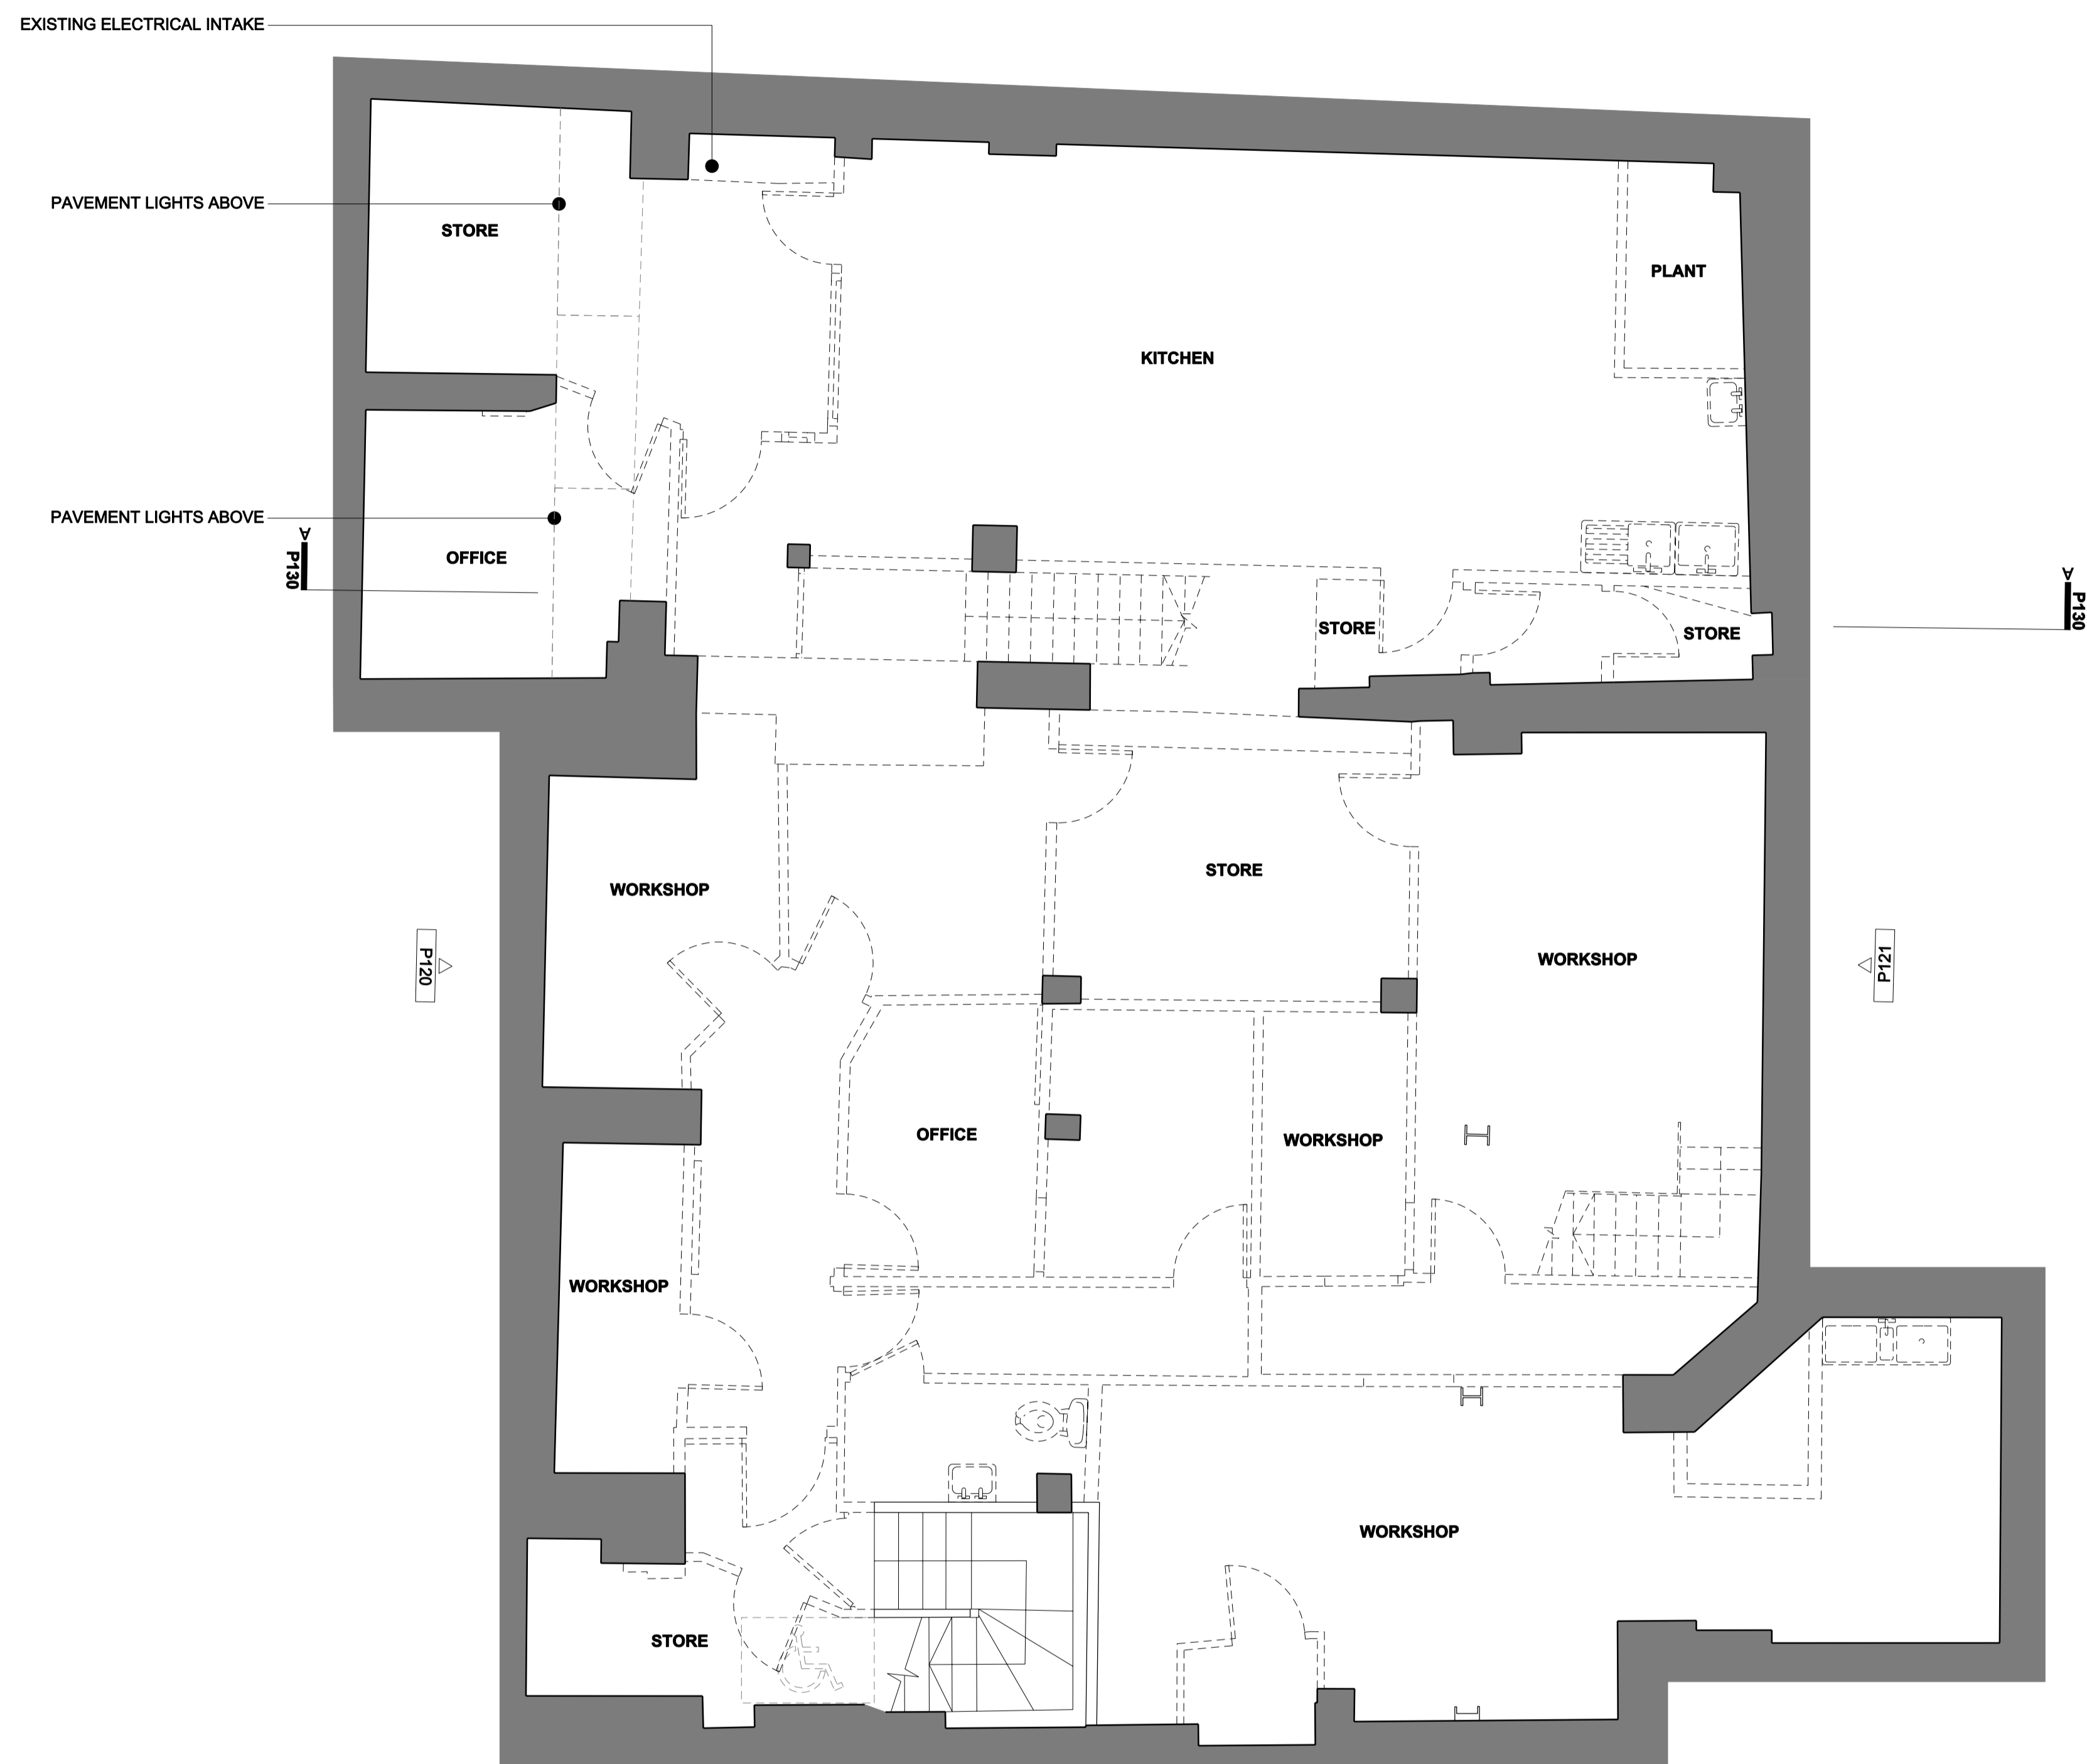 EXISTING ELECTRICAL INTAKE
PAVEMENT LIGHTS ABOVE
STORE
PLANT
KITCHEN
PAVEMENT LIGHTS ABOVE
A
P130
OFFICE
STORE
STORE
A
P130
STORE
WORKSHOP
WORKSHOP
P120
P121
OFFICE
WORKSHOP
WORKSHOP
WORKSHOP
STORE